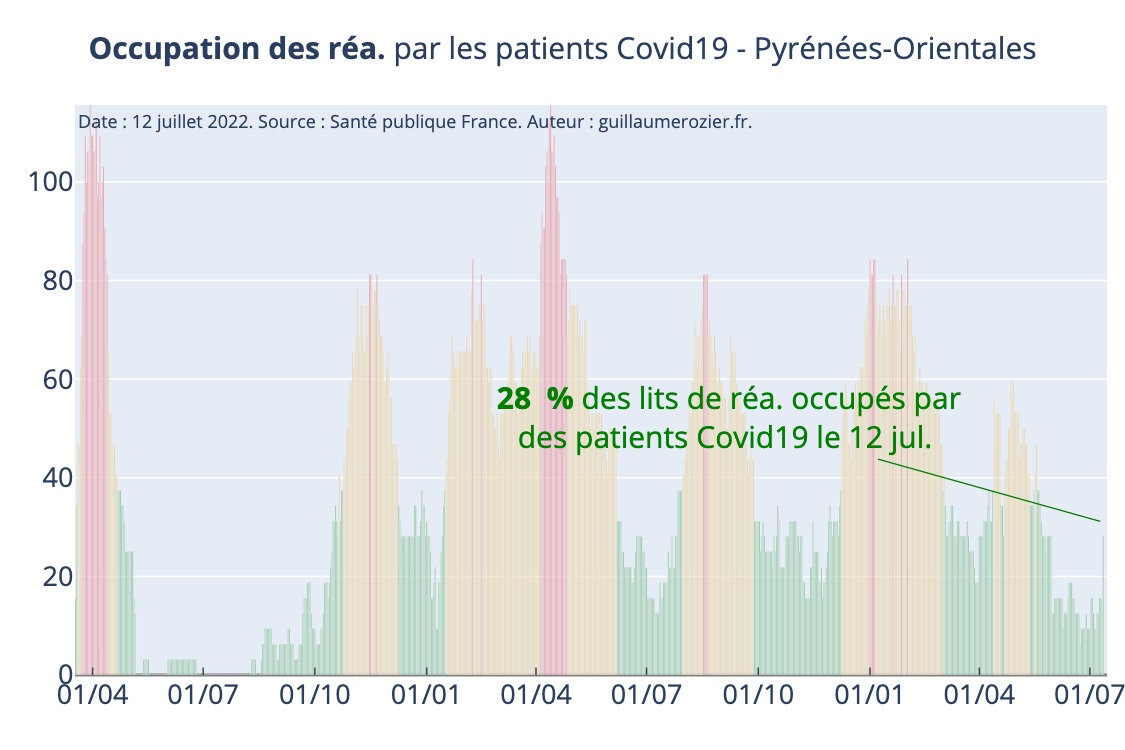 Occupation des réa. par les patients Covid19 - Pyrénées-Orientales
Date : 12 juillet 2022. Source : Santé publique France. Auteur : guillaumerozier.fr.
100
80
60
28  % des lits de réa. occupés par
des patients Covid19 le 12 jul.
40
20
0
01/04 01/07 01/10 01/01 01/04 01/07 01/10 01/01 01/04 01/07